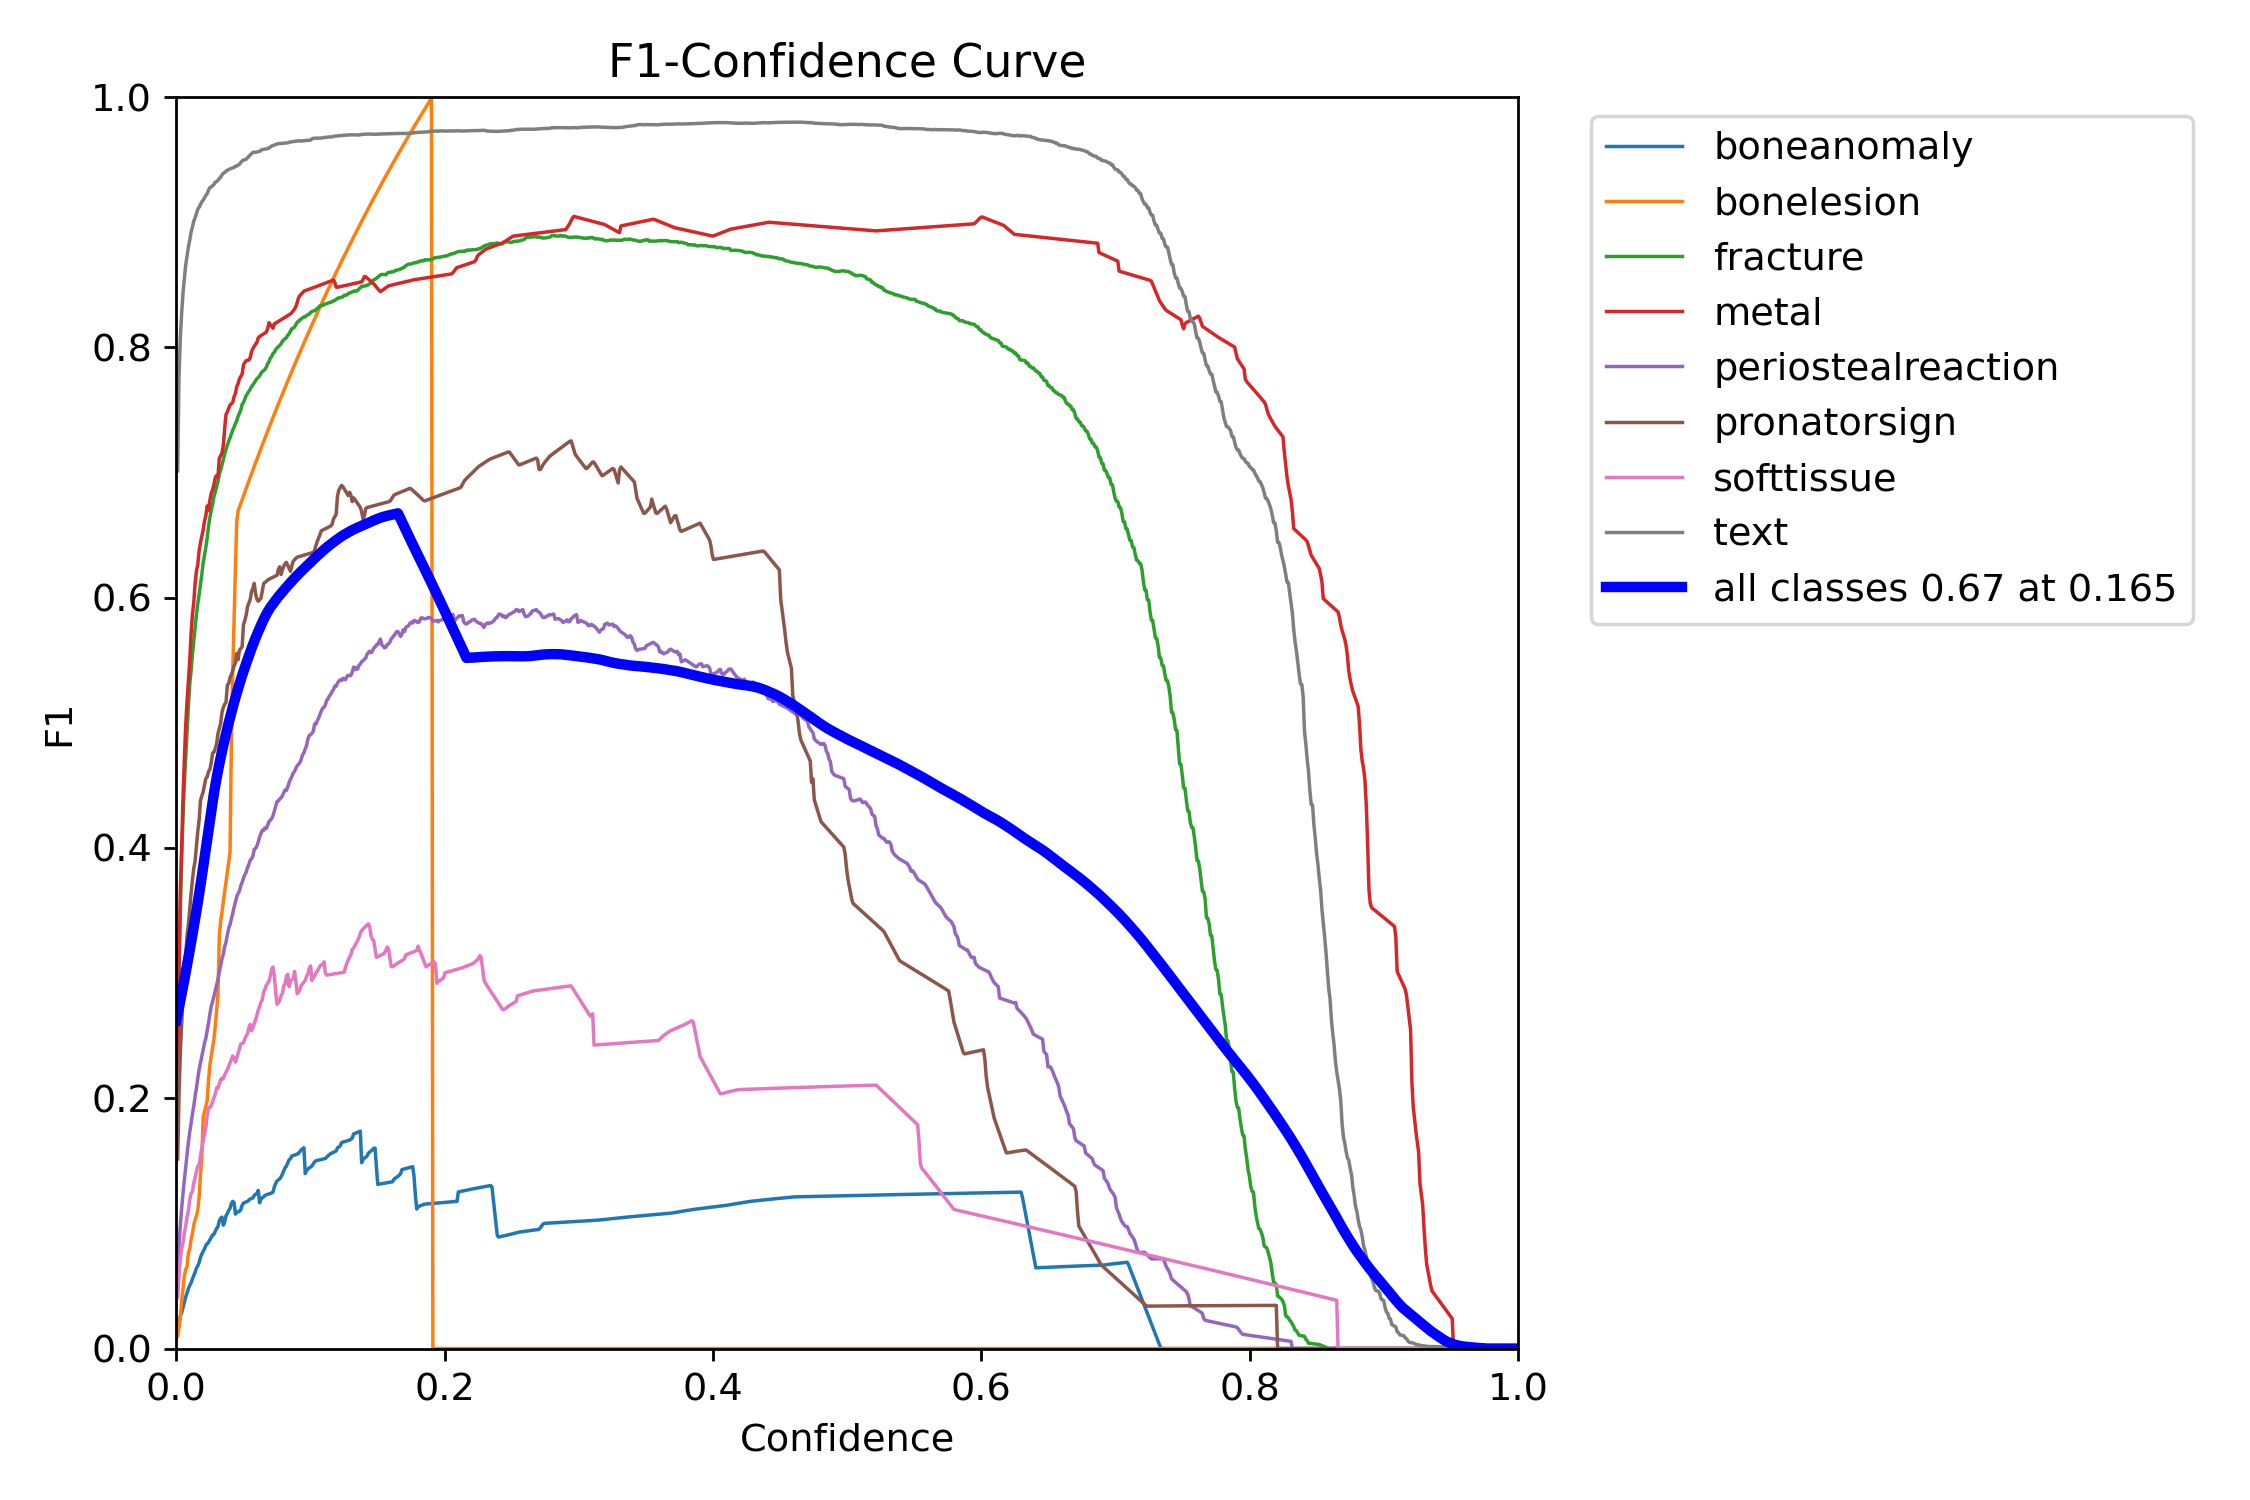 F1-Confidence Curve
1.0
0.8
0.6
0.4
0.2
0.0
F1
0.0 0.2 0.4 0.6 0.8 1.0
Confidence
boneanomaly
bonelesion
fracture
metal
periostealreaction
pronatorsign
softtissue
text
all classes 0.67 at 0.165